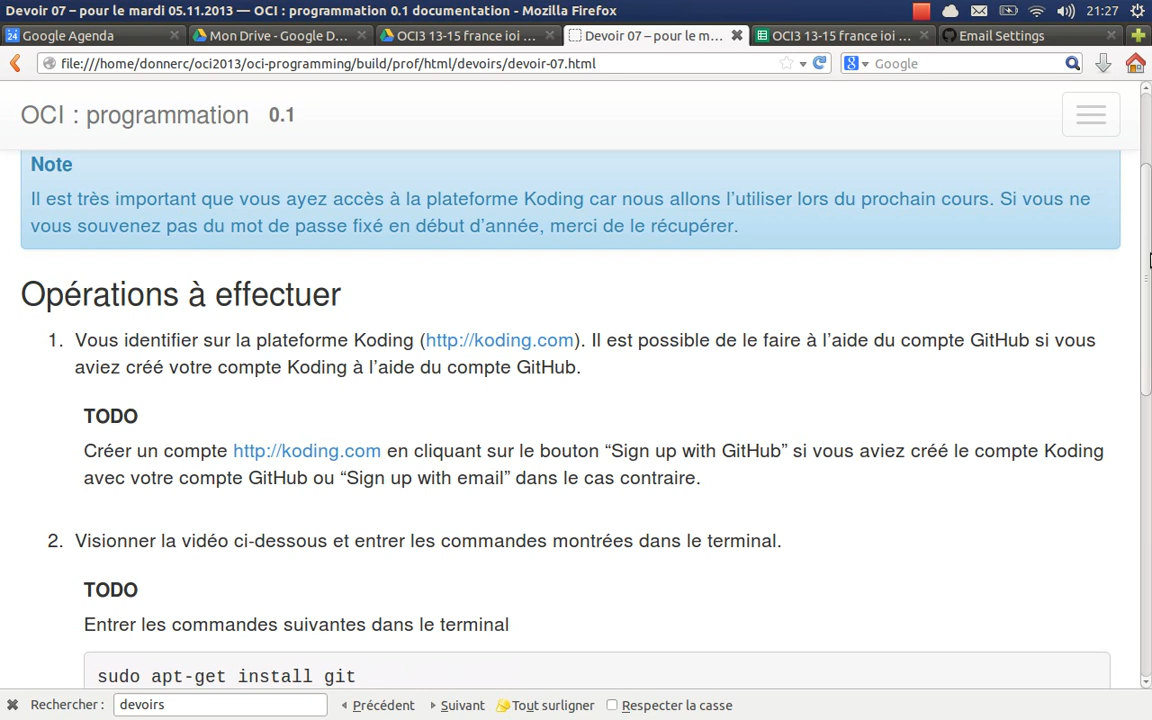 Devoir 07 – pour le mardi 05.11.2013 — OCI : programmation 0.1 documentation - Mozilla Firefox
21:27
24 Google Agenda
Mon Drive - Google D...
OCI3 13-15 france ioi ...
Devoir 07 – pour le m...
OCI3 13-15 france ioi ...
Email Settings
file:///home/donnerc/oci2013/oci-programming/build/prof/html/devoirs/devoir-07.html
8 Google
OCI : programmation 0.1
Note
Il est très important que vous ayez accès à la plateforme Koding car nous allons l’utiliser lors du prochain cours. Si vous ne
vous souvenez pas du mot de passe fixé en début d’année, merci de le récupérer.
Opérations à effectuer
1. Vous identifier sur la plateforme Koding (http://koding.com). Il est possible de le faire à l’aide du compte GitHub si vous
aviez créé votre compte Koding à l’aide du compte GitHub.
TODO
Créer un compte http://koding.com en cliquant sur le bouton “Sign up with GitHub” si vous aviez créé le compte Koding
avec votre compte GitHub ou “Sign up with email” dans le cas contraire.
2. Visionner la vidéo ci-dessous et entrer les commandes montrées dans le terminal.
TODO
Entrer les commandes suivantes dans le terminal
sudo apt-get install git
Rechercher : devoirs Précédent Suivant Tout surligner Respecter la casse